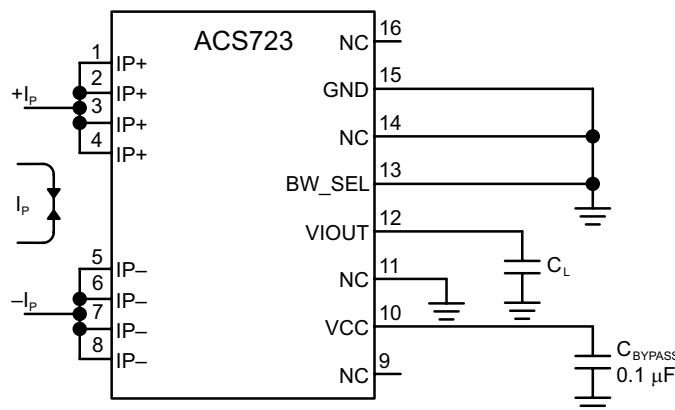 ACS723
1 IP+
2 IP+
3 IP+
4 IP+
+IP
IP
5 IP–
6 IP–
7 IP–
8 IP–
–IP
NC 16
GND 15
NC 14
BW_SEL 13
VIOUT 12
CL
NC 11
VCC 10
CBYPASS
0.1 μF
NC 9